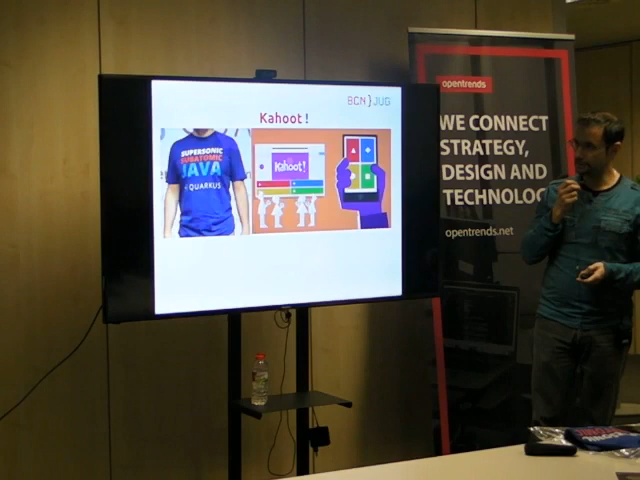 BCN}JUG
Kahoot!
SUPERSONIC
SUBATOMIC
JAVA
QUARKUS
Kahoot!
opentrends
WE CONNECT
STRATEGY,
DESIGN AND
TECHNOLOG
opentrends.net